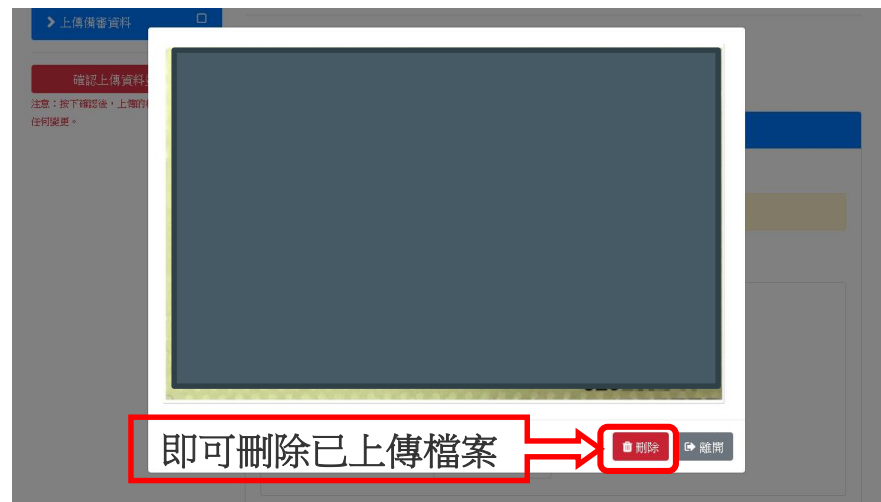 上傳備審資料
確認上傳資料
注意：按下確認後，上傳的
任何變更。
即可刪除已上傳檔案
刪除
離開